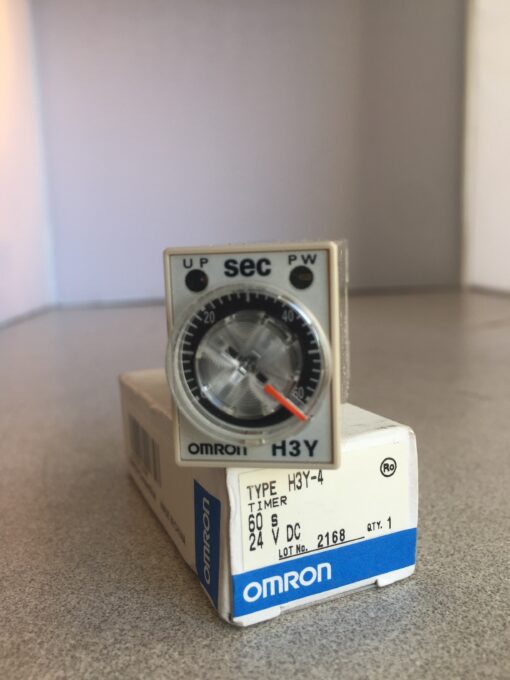 UP sec PW
20 40
60
OMRON H3Y
TYPE H3Y-4
TIMER
60 s
24 V DC
LOT No. 2168 QTY. 1
Ro
OMRON
OMRON